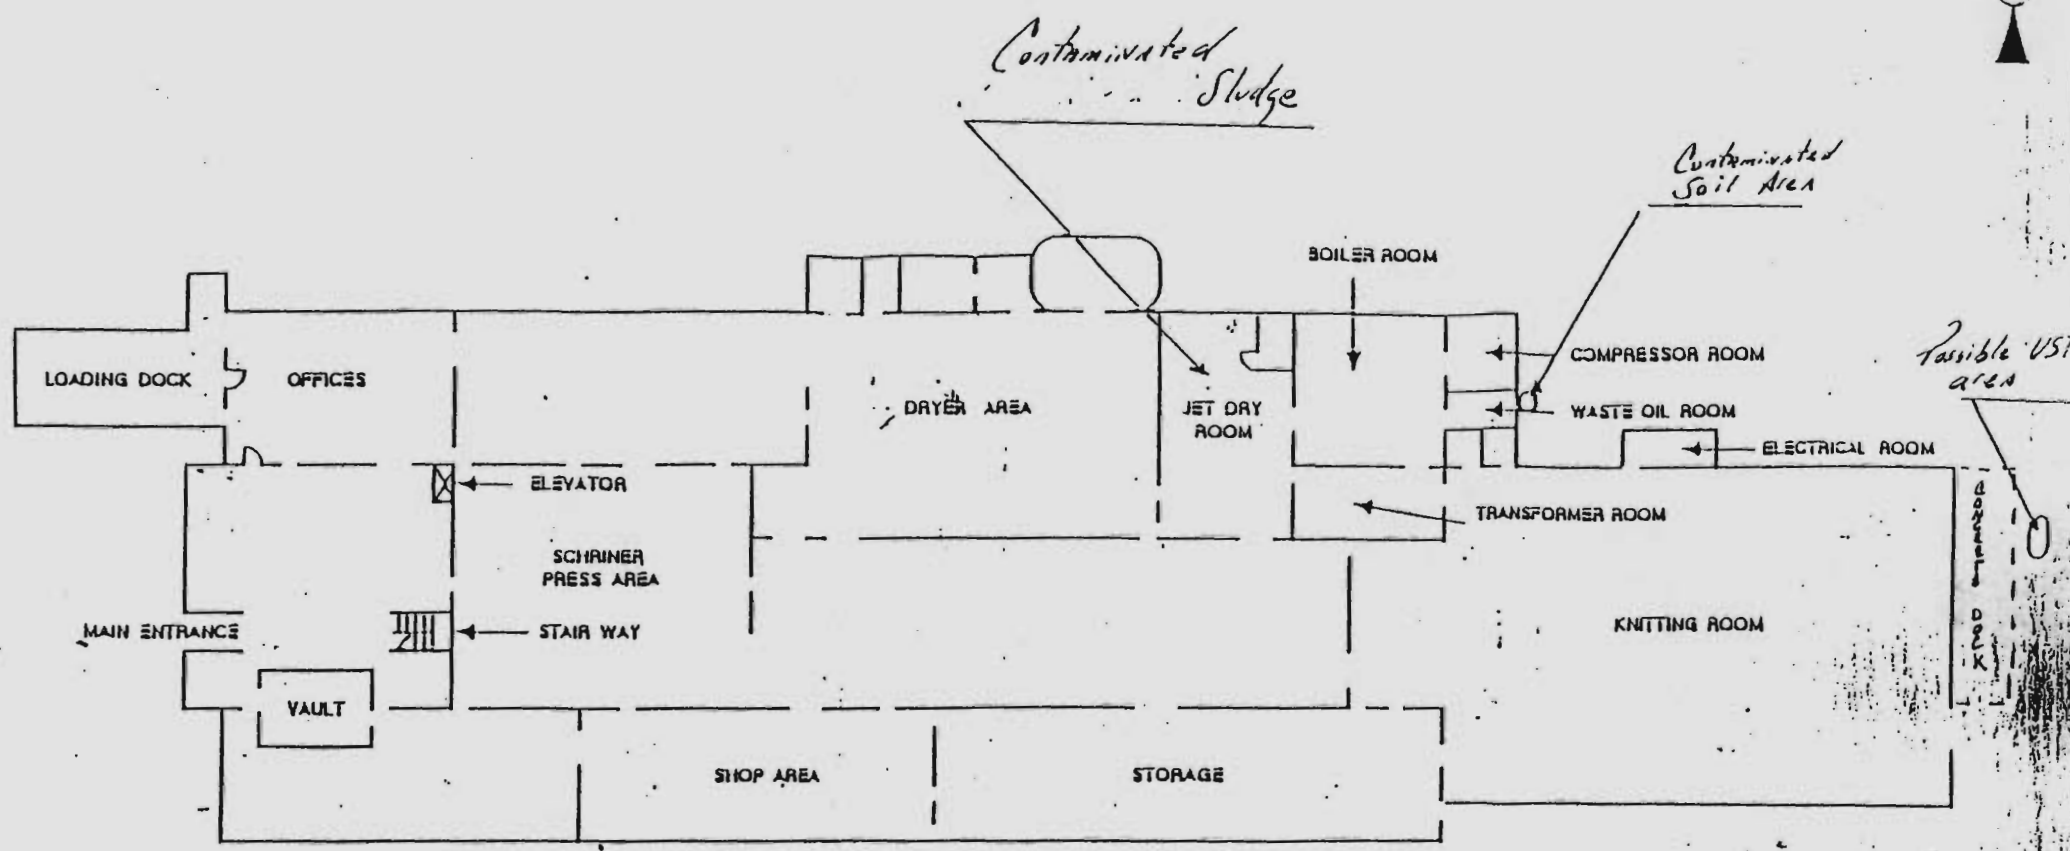 Contaminated
Sludge
Contaminated
Soil Area
BOILER ROOM
COMPRESSOR ROOM
Possible UST
area
LOADING DOCK
OFFICES
DRYER AREA
JET DRY
ROOM
WASTE OIL ROOM
ELECTRICAL ROOM
ELEVATOR
TRANSFORMER ROOM
SCHRINER
PRESS AREA
MAIN ENTRANCE
STAIR WAY
KNITTING ROOM
DOCK
VAULT
SHOP AREA
STORAGE